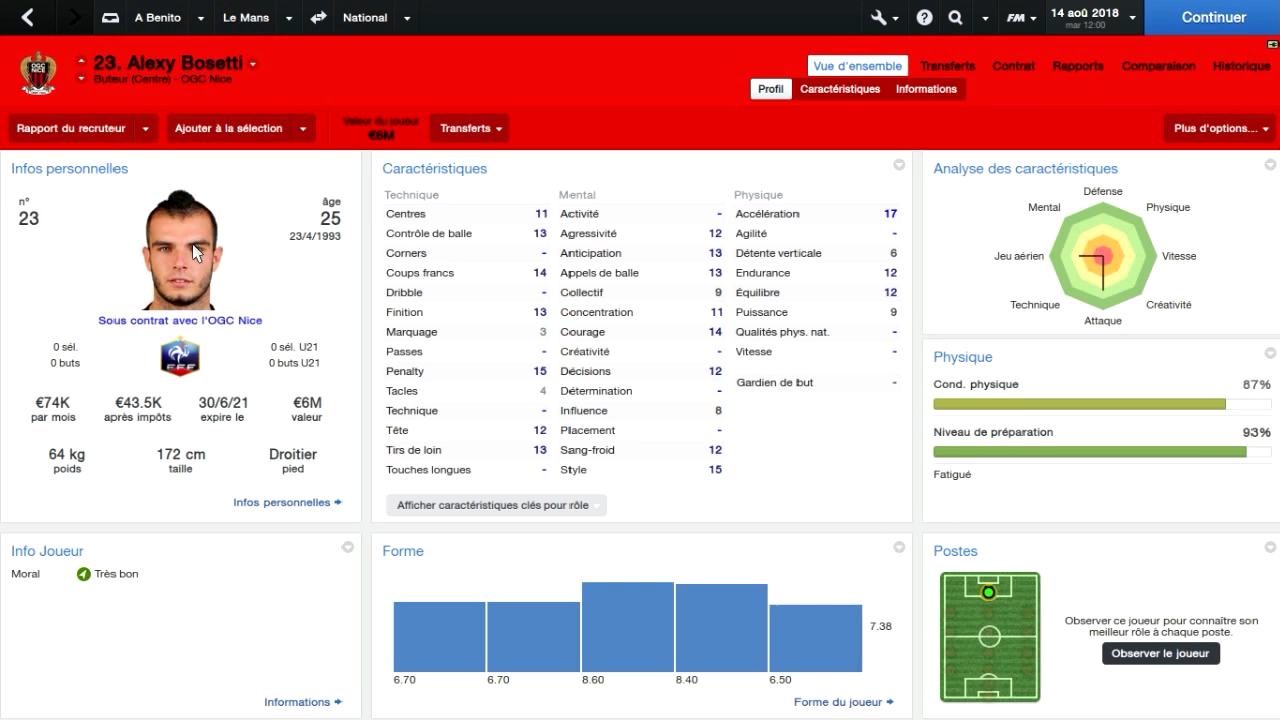 A Benito
Le Mans
National
FM
14 aoû 2018
mar 12:00
Continuer
OGC
NICE
23. Alexy Bosetti
Buteur (Centre) - OGC Nice
Vue d'ensemble Transferts Contrat Rapports Comparaison Historique
Profil Caractéristiques Informations
Rapport du recruteur
Ajouter à la sélection
Valeur du joueur
€6M
Transferts
Plus d'options....
Infos personnelles
n°
23
âge
25
23/4/1993
Sous contrat avec l'OGC Nice
0 sél.
0 buts
FFF
0 sél. U21
0 buts U21
€74K
par mois
€43.5K
après impôts
30/6/21
expire le
€6M
valeur
64 kg
poids
172 cm
taille
Droitier
pied
Infos personnelles
Caractéristiques
Technique
Centres 11
Contrôle de balle 13
Corners -
Coups francs 14
Dribble -
Finition 13
Marquage 3
Passes -
Penalty 15
Tacles 4
Technique -
Tête 12
Tirs de loin 13
Touches longues -
Mental
Activité -
Agressivité 12
Anticipation 13
Appels de balle 13
Collectif 9
Concentration 11
Courage 14
Créativité -
Décisions 12
Détermination -
Influence 8
Placement -
Sang-froid 12
Style 15
Physique
Accélération 17
Agilité -
Détente verticale 6
Endurance 12
Équilibre 12
Puissance 9
Qualités phys. nat. -
Vitesse -
Gardien de but -
Afficher caractéristiques clés pour rôle
Analyse des caractéristiques
Défense
Mental
Physique
Jeu aérien
Vitesse
Technique
Créativité
Attaque
Physique
Cond. physique 87%
Niveau de préparation 93%
Fatigué
Info Joueur
Moral Très bon
Informations
Forme
7.38
6.70 6.70 8.60 8.40 6.50
Forme du joueur
Postes
Observer ce joueur pour connaître son
meilleur rôle à chaque poste.
Observer le joueur